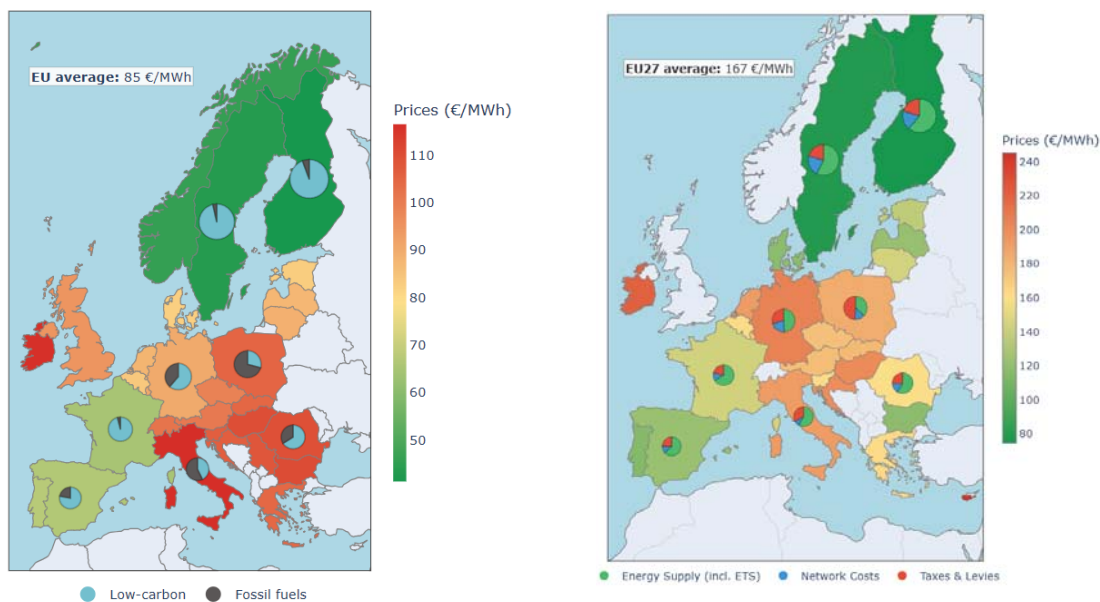 EU average: 85 €/MWh
Prices (€/MWh)
110
100
90
80
70
60
50
Low-carbon
Fossil fuels
EU27 average: 167 €/MWh
Prices (€/MWh)
240
220
200
180
160
140
120
100
80
Energy Supply (incl. ETS)
Network Costs
Taxes & Levies